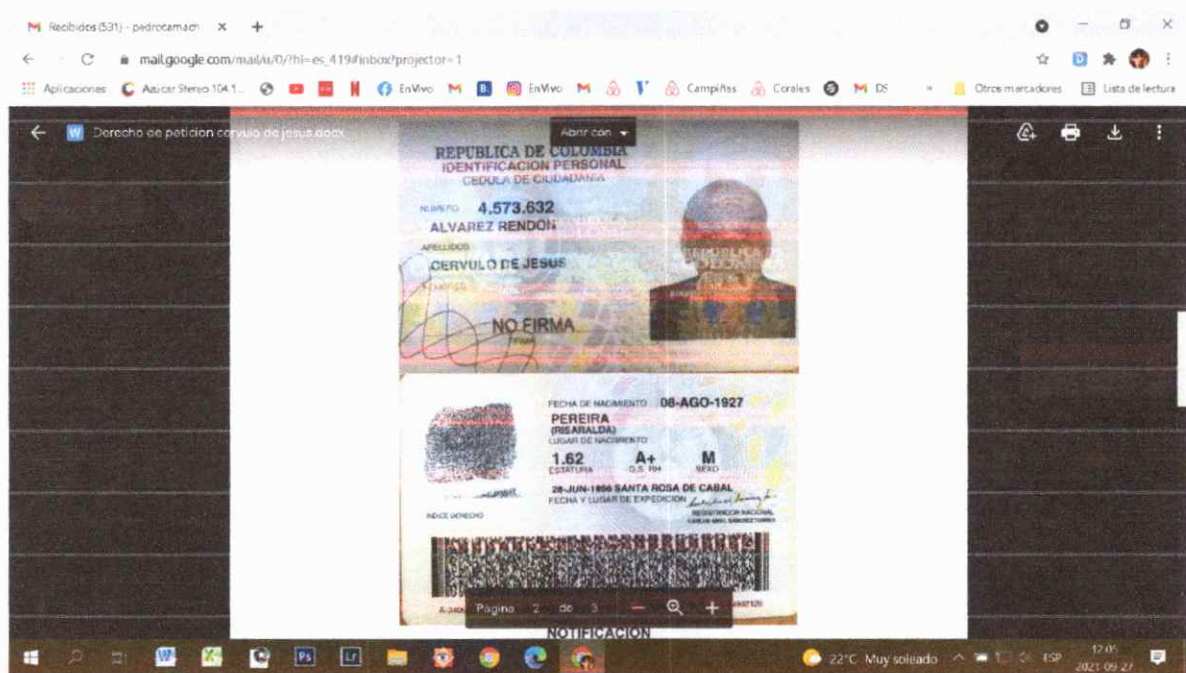 Recibidos (531) - pedrocamach
mail.google.com/mail/u/0/?hl=es_419#inbox?projector=1
Aplicaciones Azúcar Stereo 104.1... EnVivo B. EnVivo Campiñas Corales DS » Otros marcadores Lista de lectura
W Derecho de peticion cervulo de jesus.docx Abrir con
REPUBLICA DE COLOMBIA
IDENTIFICACION PERSONAL
CEDULA DE CIUDADANIA
NUMERO 4.573.632
ALVAREZ RENDON
APELLIDOS
CERVULO DE JESUS
NO FIRMA
FIRMA
FECHA DE NACIMIENTO 08-AGO-1927
PEREIRA
(RISARALDA)
LUGAR DE NACIMIENTO
1.62 A+ M
ESTATURA G.S. RH SEXO
FECHA Y LUGAR DE EXPEDICION
SANTA ROSA DE CABAL
INDICE DERECHO
REGISTRADOR NACIONAL
Página 2 de 3
NOTIFICACION
22°C Muy soleado ESP 12:05
2021-09-27